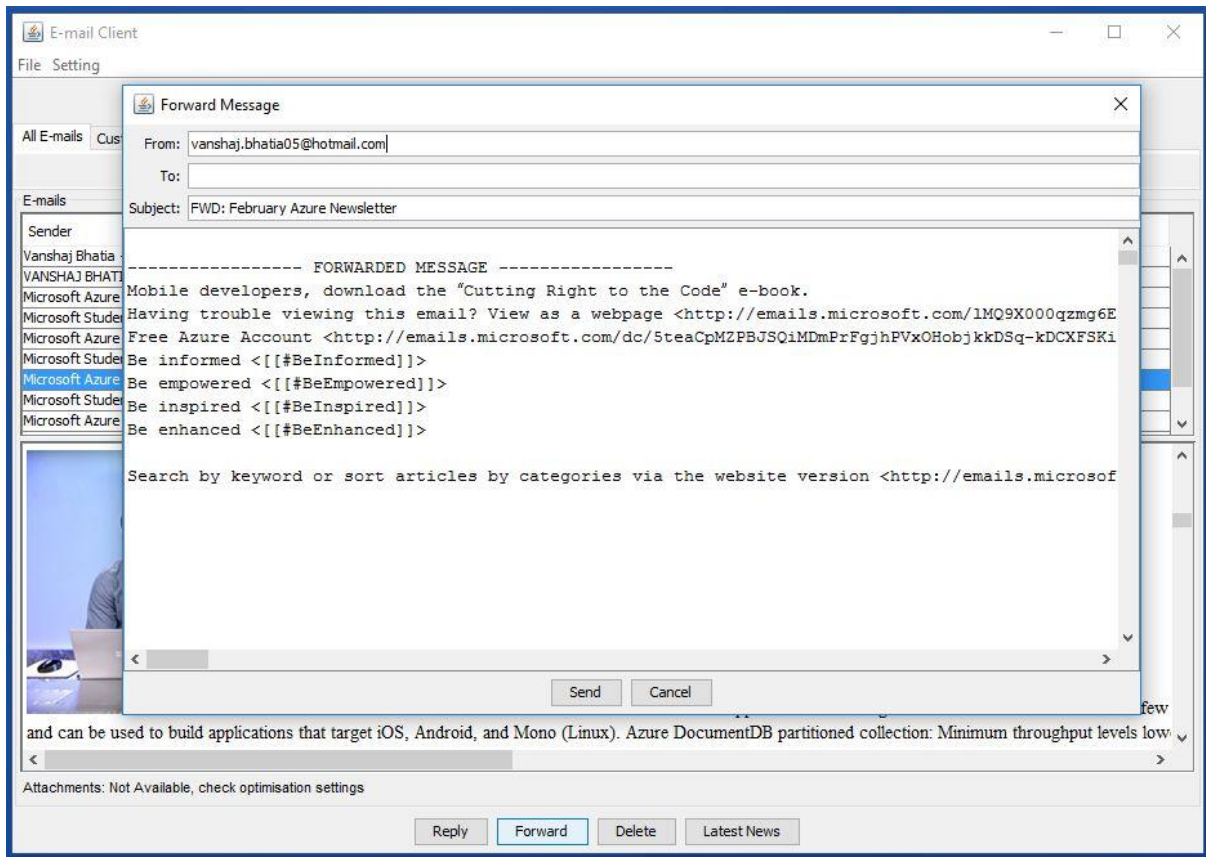 E-mail Client
File Setting
Forward Message
All E-mails
From: vanshaj.bhatia05@hotmail.com
To:
Subject: FWD: February Azure Newsletter
E-mails
Sender
Vanshaj Bhatia
VANSHAJ
Microsoft Azure
Microsoft
Microsoft Azure
Microsoft
Microsoft Azure
Microsoft
Microsoft Azure
----------------- FORWARDED MESSAGE -----------------
Mobile developers, download the "Cutting Right to the Code" e-book.
Having trouble viewing this email? View as a webpage <http://emails.microsoft.com/1MQ9X000qzmg6E
Free Azure Account <http://emails.microsoft.com/dc/5teaCpMZPBJSQiMDmPrFgjhPVxOHobjkkDSq-kDCXFSKi
Be informed <[[#BeInformed]]>
Be empowered <[[#BeEmpowered]]>
Be inspired <[[#BeInspired]]>
Be enhanced <[[#BeEnhanced]]>
Search by keyword or sort articles by categories via the website version <http://emails.microsof
Send Cancel
few
and can be used to build applications that target iOS, Android, and Mono (Linux). Azure DocumentDB partitioned collection: Minimum throughput levels low
Attachments: Not Available, check optimisation settings
Reply Forward Delete Latest News